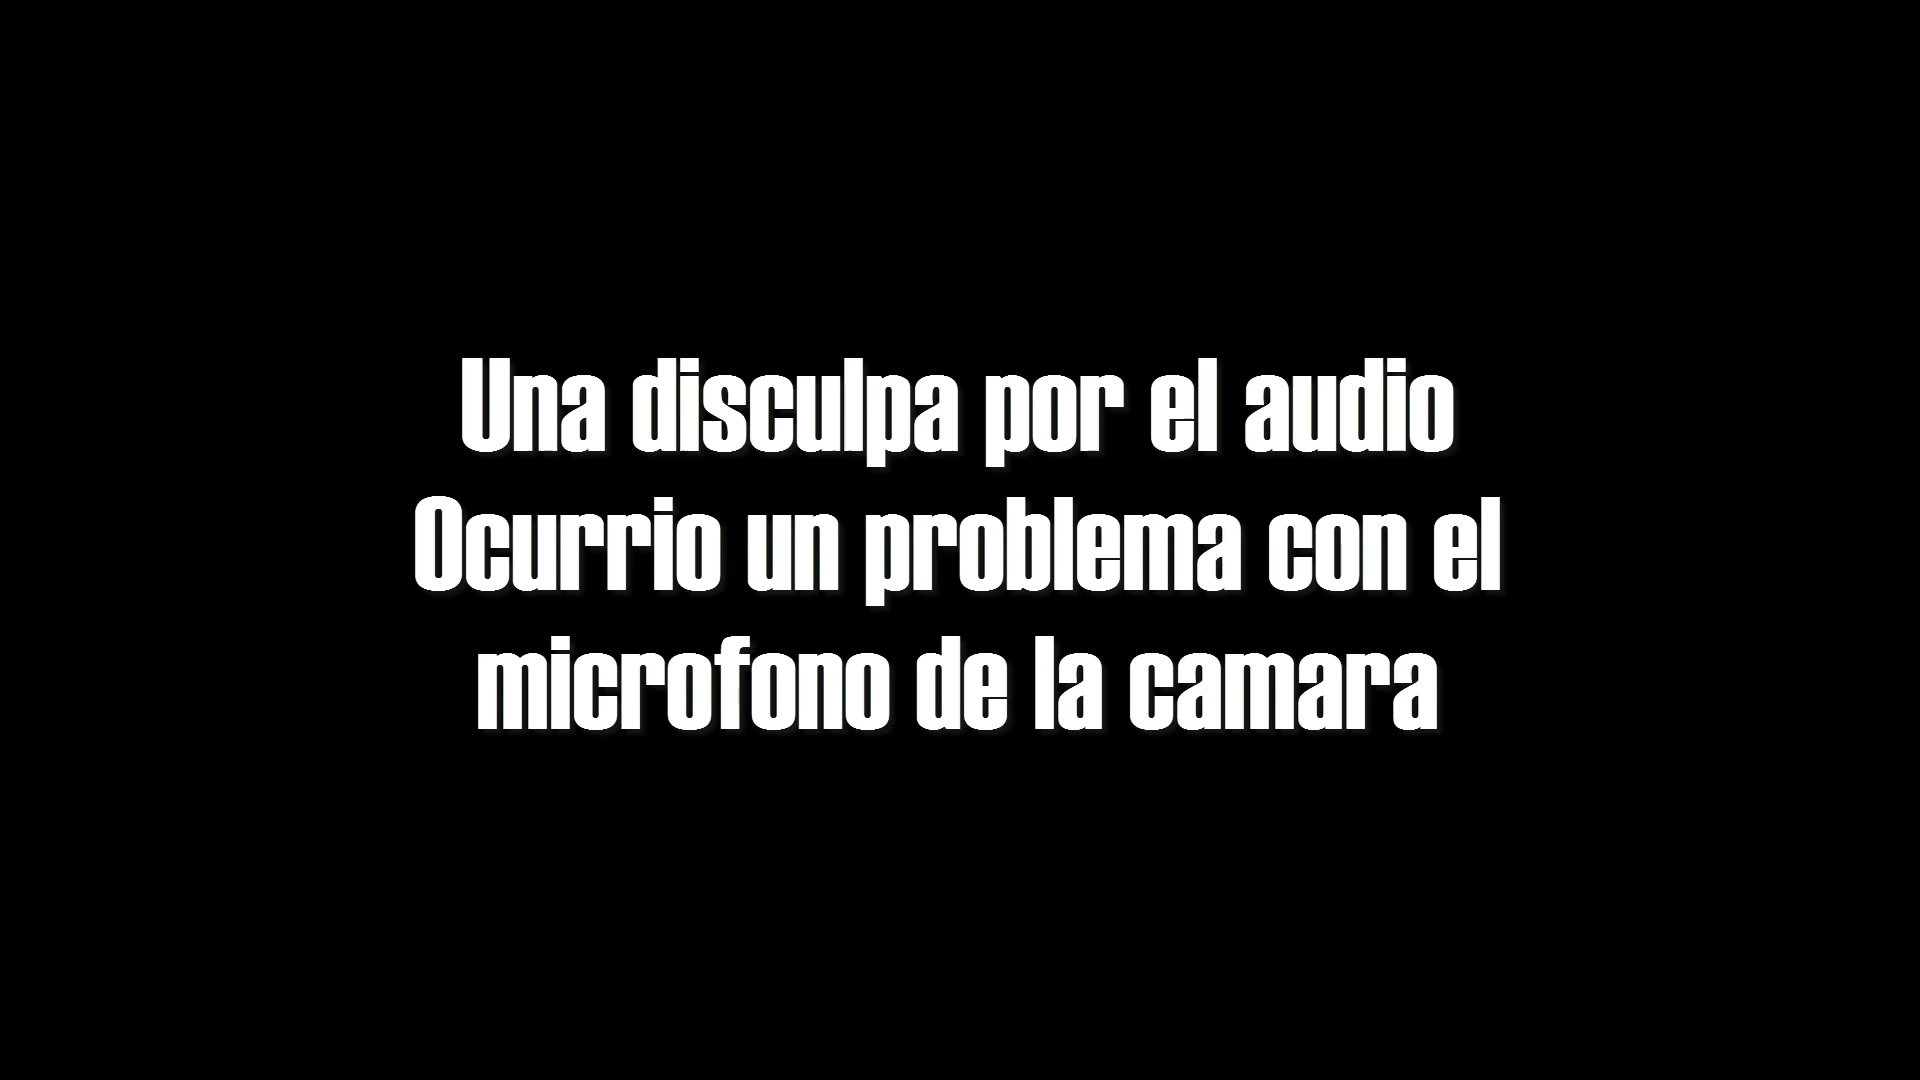 Una disculpa por el audio
Ocurrio un problema con el
microfono de la camara